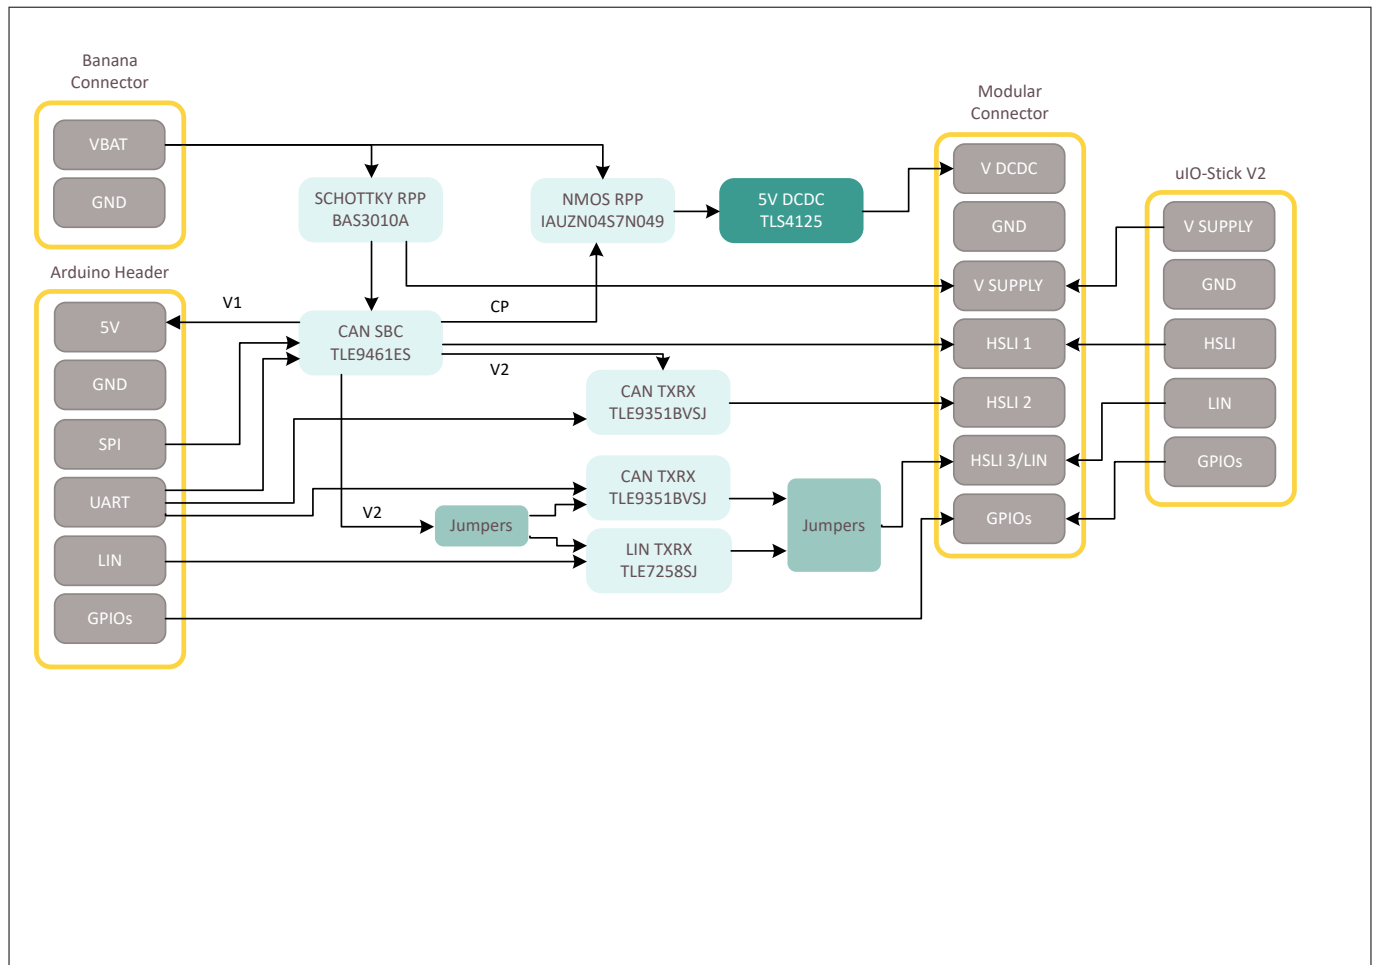 Banana
Connector
VBAT
GND
Arduino Header
5V
GND
SPI
UART
LIN
GPIOs
V1
SCHOTTKY RPP
BAS3010A
CAN SBC
TLE9461ES
CP
V2
V2
Jumpers
NMOS RPP
IAUZN04S7N049
5V DCDC
TLS4125
CAN TXRX
TLE9351BVSJ
CAN TXRX
TLE9351BVSJ
LIN TXRX
TLE7258SJ
Jumpers
Modular
Connector
V DCDC
GND
V SUPPLY
HSLI 1
HSLI 2
HSLI 3/LIN
GPIOs
uIO-Stick V2
V SUPPLY
GND
HSLI
LIN
GPIOs